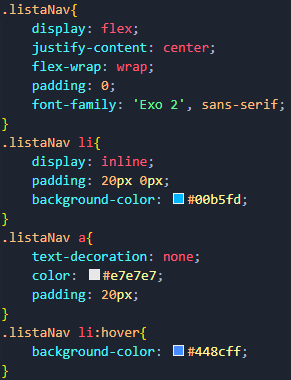 .listaNav{
    display: flex;
    justify-content: center;
    flex-wrap: wrap;
    padding: 0;
    font-family: 'Exo 2', sans-serif;
}
.listaNav li{
    display: inline;
    padding: 20px 0px;
    background-color: #00b5fd;
}
.listaNav a{
    text-decoration: none;
    color: #e7e7e7;
    padding: 20px;
}
.listaNav li:hover{
    background-color: #448cff;
}